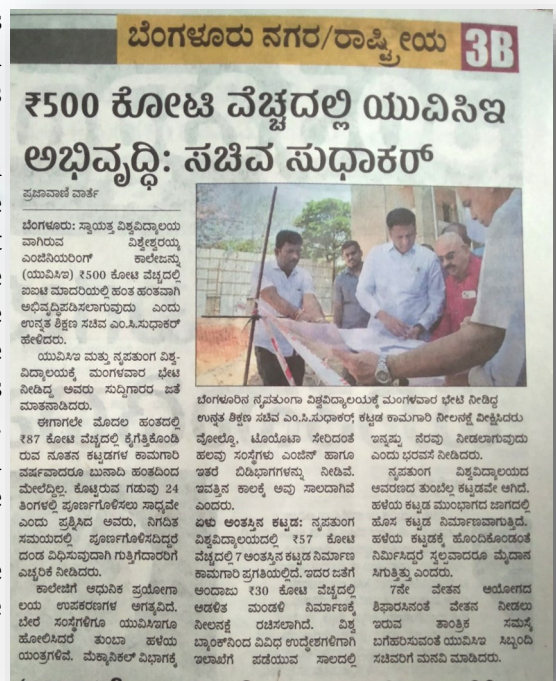 ಬೆಂಗಳೂರು ನಗರ/ರಾಷ್ಟ್ರೀಯ 3B
₹500 ಕೋಟಿ ವೆಚ್ಚದಲ್ಲಿ ಯುವಿಸಿಇ
ಅಭಿವೃದ್ಧಿ: ಸಚಿವ ಸುಧಾಕರ್
ಪ್ರಜಾವಾಣಿ ವಾರ್ತೆ
ಬೆಂಗಳೂರು: ಸ್ವಾಯತ್ತ ವಿಶ್ವವಿದ್ಯಾಲಯ
ವಾಗಿರುವ ವಿಶ್ವೇಶ್ವರಯ್ಯ
ಎಂಜಿನಿಯರಿಂಗ್ ಕಾಲೇಜನ್ನು
(ಯುವಿಸಿಇ) ₹500 ಕೋಟಿ ವೆಚ್ಚದಲ್ಲಿ
ಐಐಟಿ ಮಾದರಿಯಲ್ಲಿ ಹಂತ ಹಂತವಾಗಿ
ಅಭಿವೃದ್ಧಿಪಡಿಸಲಾಗುವುದು ಎಂದು
ಉನ್ನತ ಶಿಕ್ಷಣ ಸಚಿವ ಎಂ.ಸಿ.ಸುಧಾಕರ್
ಹೇಳಿದರು.
ಯುವಿಸಿಇ ಮತ್ತು ನೃಪತುಂಗ ವಿಶ್ವ-
ವಿದ್ಯಾಲಯಕ್ಕೆ ಮಂಗಳವಾರ ಭೇಟಿ
ನೀಡಿದ್ದ ಅವರು ಸುದ್ದಿಗಾರರ ಜತೆ
ಮಾತನಾಡಿದರು.
ಈಗಾಗಲೇ ಮೊದಲ ಹಂತದಲ್ಲಿ
₹87 ಕೋಟಿ ವೆಚ್ಚದಲ್ಲಿ ಕೈಗೆತ್ತಿಕೊಂಡಿ
ರುವ ನೂತನ ಕಟ್ಟಡಗಳ ಕಾಮಗಾರಿ
ವರ್ಷವಾದರೂ ಬುನಾದಿ ಹಂತದಿಂದ
ಮೇಲೆದ್ದಿಲ್ಲ. ಕೊಟ್ಟಿರುವ ಗಡುವು 24
ತಿಂಗಳಲ್ಲಿ ಪೂರ್ಣಗೊಳಿಸಲು ಸಾಧ್ಯವೇ
ಎಂದು ಪ್ರಶ್ನಿಸಿದ ಅವರು, ನಿಗದಿತ
ಸಮಯದಲ್ಲಿ ಪೂರ್ಣಗೊಳಿಸದಿದ್ದರೆ
ದಂಡ ವಿಧಿಸುವುದಾಗಿ ಗುತ್ತಿಗೆದಾರರಿಗೆ
ಎಚ್ಚರಿಕೆ ನೀಡಿದರು.
ಕಾಲೇಜಿಗೆ ಆಧುನಿಕ ಪ್ರಯೋಗಾ
ಲಯ ಉಪಕರಣಗಳ ಅಗತ್ಯವಿದೆ.
ಬೇರೆ ಸಂಸ್ಥೆಗಳಿಗೂ ಯುವಿಸಿಇಗೂ
ಹೋಲಿಸಿದರೆ ತುಂಬಾ ಹಳೆಯ
ಯಂತ್ರಗಳಿವೆ. ಮೆಕ್ಯಾನಿಕಲ್ ವಿಭಾಗಕ್ಕೆ
ಬೆಂಗಳೂರಿನ ನೃಪತುಂಗಾ ವಿಶ್ವವಿದ್ಯಾಲಯಕ್ಕೆ ಮಂಗಳವಾರ ಭೇಟಿ ನೀಡಿದ್ದ
ಉನ್ನತ ಶಿಕ್ಷಣ ಸಚಿವ ಎಂ.ಸಿ.ಸುಧಾಕರ್, ಕಟ್ಟಡ ಕಾಮಗಾರಿ ನೀಲನಕ್ಷೆ ವೀಕ್ಷಿಸಿದರು
ವೋಲ್ವೊ, ಟೊಯೊಟಾ ಸೇರಿದಂತೆ
ಹಲವು ಸಂಸ್ಥೆಗಳು ಎಂಜಿನ್ ಹಾಗೂ
ಇತರೆ ಬಿಡಿಭಾಗಗಳನ್ನು ನೀಡಿವೆ.
ಇವತ್ತಿನ ಕಾಲಕ್ಕೆ ಅವು ಸಾಲದಾಗಿವೆ
ಎಂದರು.
ಏಳು ಅಂತಸ್ತಿನ ಕಟ್ಟಡ: ನೃಪತುಂಗ
ವಿಶ್ವವಿದ್ಯಾಲಯದಲ್ಲಿ ₹57 ಕೋಟಿ
ವೆಚ್ಚದಲ್ಲಿ 7 ಅಂತಸ್ತಿನ ಕಟ್ಟಡ ನಿರ್ಮಾಣ
ಕಾಮಗಾರಿ ಪ್ರಗತಿಯಲ್ಲಿದೆ. ಇದರ ಜತೆಗೆ
ಅಂದಾಜು ₹30 ಕೋಟಿ ವೆಚ್ಚದಲ್ಲಿ
ಆಡಳಿತ ಮಂಡಳಿ ನಿರ್ಮಾಣಕ್ಕೆ
ನೀಲನಕ್ಷೆ ರಚಿಸಲಾಗಿದೆ. ವಿಶ್ವ
ಬ್ಯಾಂಕ್‌ನಿಂದ ವಿವಿಧ ಉದ್ದೇಶಗಳಿಗಾಗಿ
ಇಲಾಖೆಗೆ ಪಡೆಯುವ ಸಾಲದಲ್ಲಿ
ಇನ್ನಷ್ಟು ನೆರವು ನೀಡಲಾಗುವುದು
ಎಂದು ಭರವಸೆ ನೀಡಿದರು.
ನೃಪತುಂಗ ವಿಶ್ವವಿದ್ಯಾಲಯದ
ಆವರಣದ ತುಂಬೆಲ್ಲ ಕಟ್ಟಡವೇ ಆಗಿದೆ.
ಹಳೆಯ ಕಟ್ಟಡ ಮುಂಭಾಗದ ಜಾಗದಲ್ಲಿ
ಹೊಸ ಕಟ್ಟಡ ನಿರ್ಮಾಣವಾಗುತ್ತಿದೆ.
ಹಳೆಯ ಕಟ್ಟಡಕ್ಕೆ ಹೊಂದಿಕೊಂಡಂತೆ
ನಿರ್ಮಿಸಿದ್ದರೆ ಸ್ವಲ್ಪವಾದರೂ ಮೈದಾನ
ಸಿಗುತ್ತಿತ್ತು ಎಂದರು.
7ನೇ ವೇತನ ಆಯೋಗದ
ಶಿಫಾರಸಿನಂತೆ ವೇತನ ನೀಡಲು
ಇರುವ ತಾಂತ್ರಿಕ ಸಮಸ್ಯೆ
ಬಗೆಹರಿಸುವಂತೆ ಯುವಿಸಿಇ ಸಿಬ್ಬಂದಿ
ಸಚಿವರಿಗೆ ಮನವಿ ಮಾಡಿದರು.